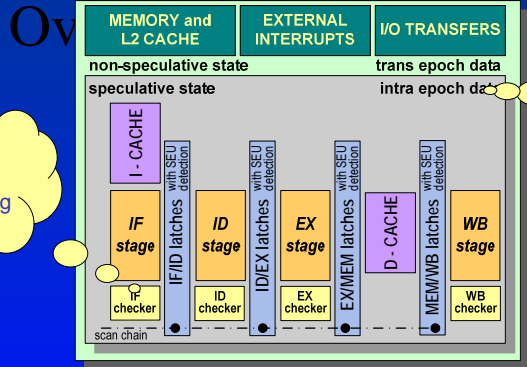 Ov
MEMORY and
L2 CACHE
EXTERNAL
INTERRUPTS
I/O TRANSFERS
non-speculative state
trans epoch data
speculative state
intra epoch data
I - CACHE
IF/ID latches with SEU
detection
ID/EX latches with SEU
detection
EX/MEM latches with SEU
detection
D - CACHE
MEM/WB latches with SEU
detection
g
IF
stage
ID
stage
EX
stage
WB
stage
IF
checker
ID
checker
EX
checker
WB
checker
scan chain